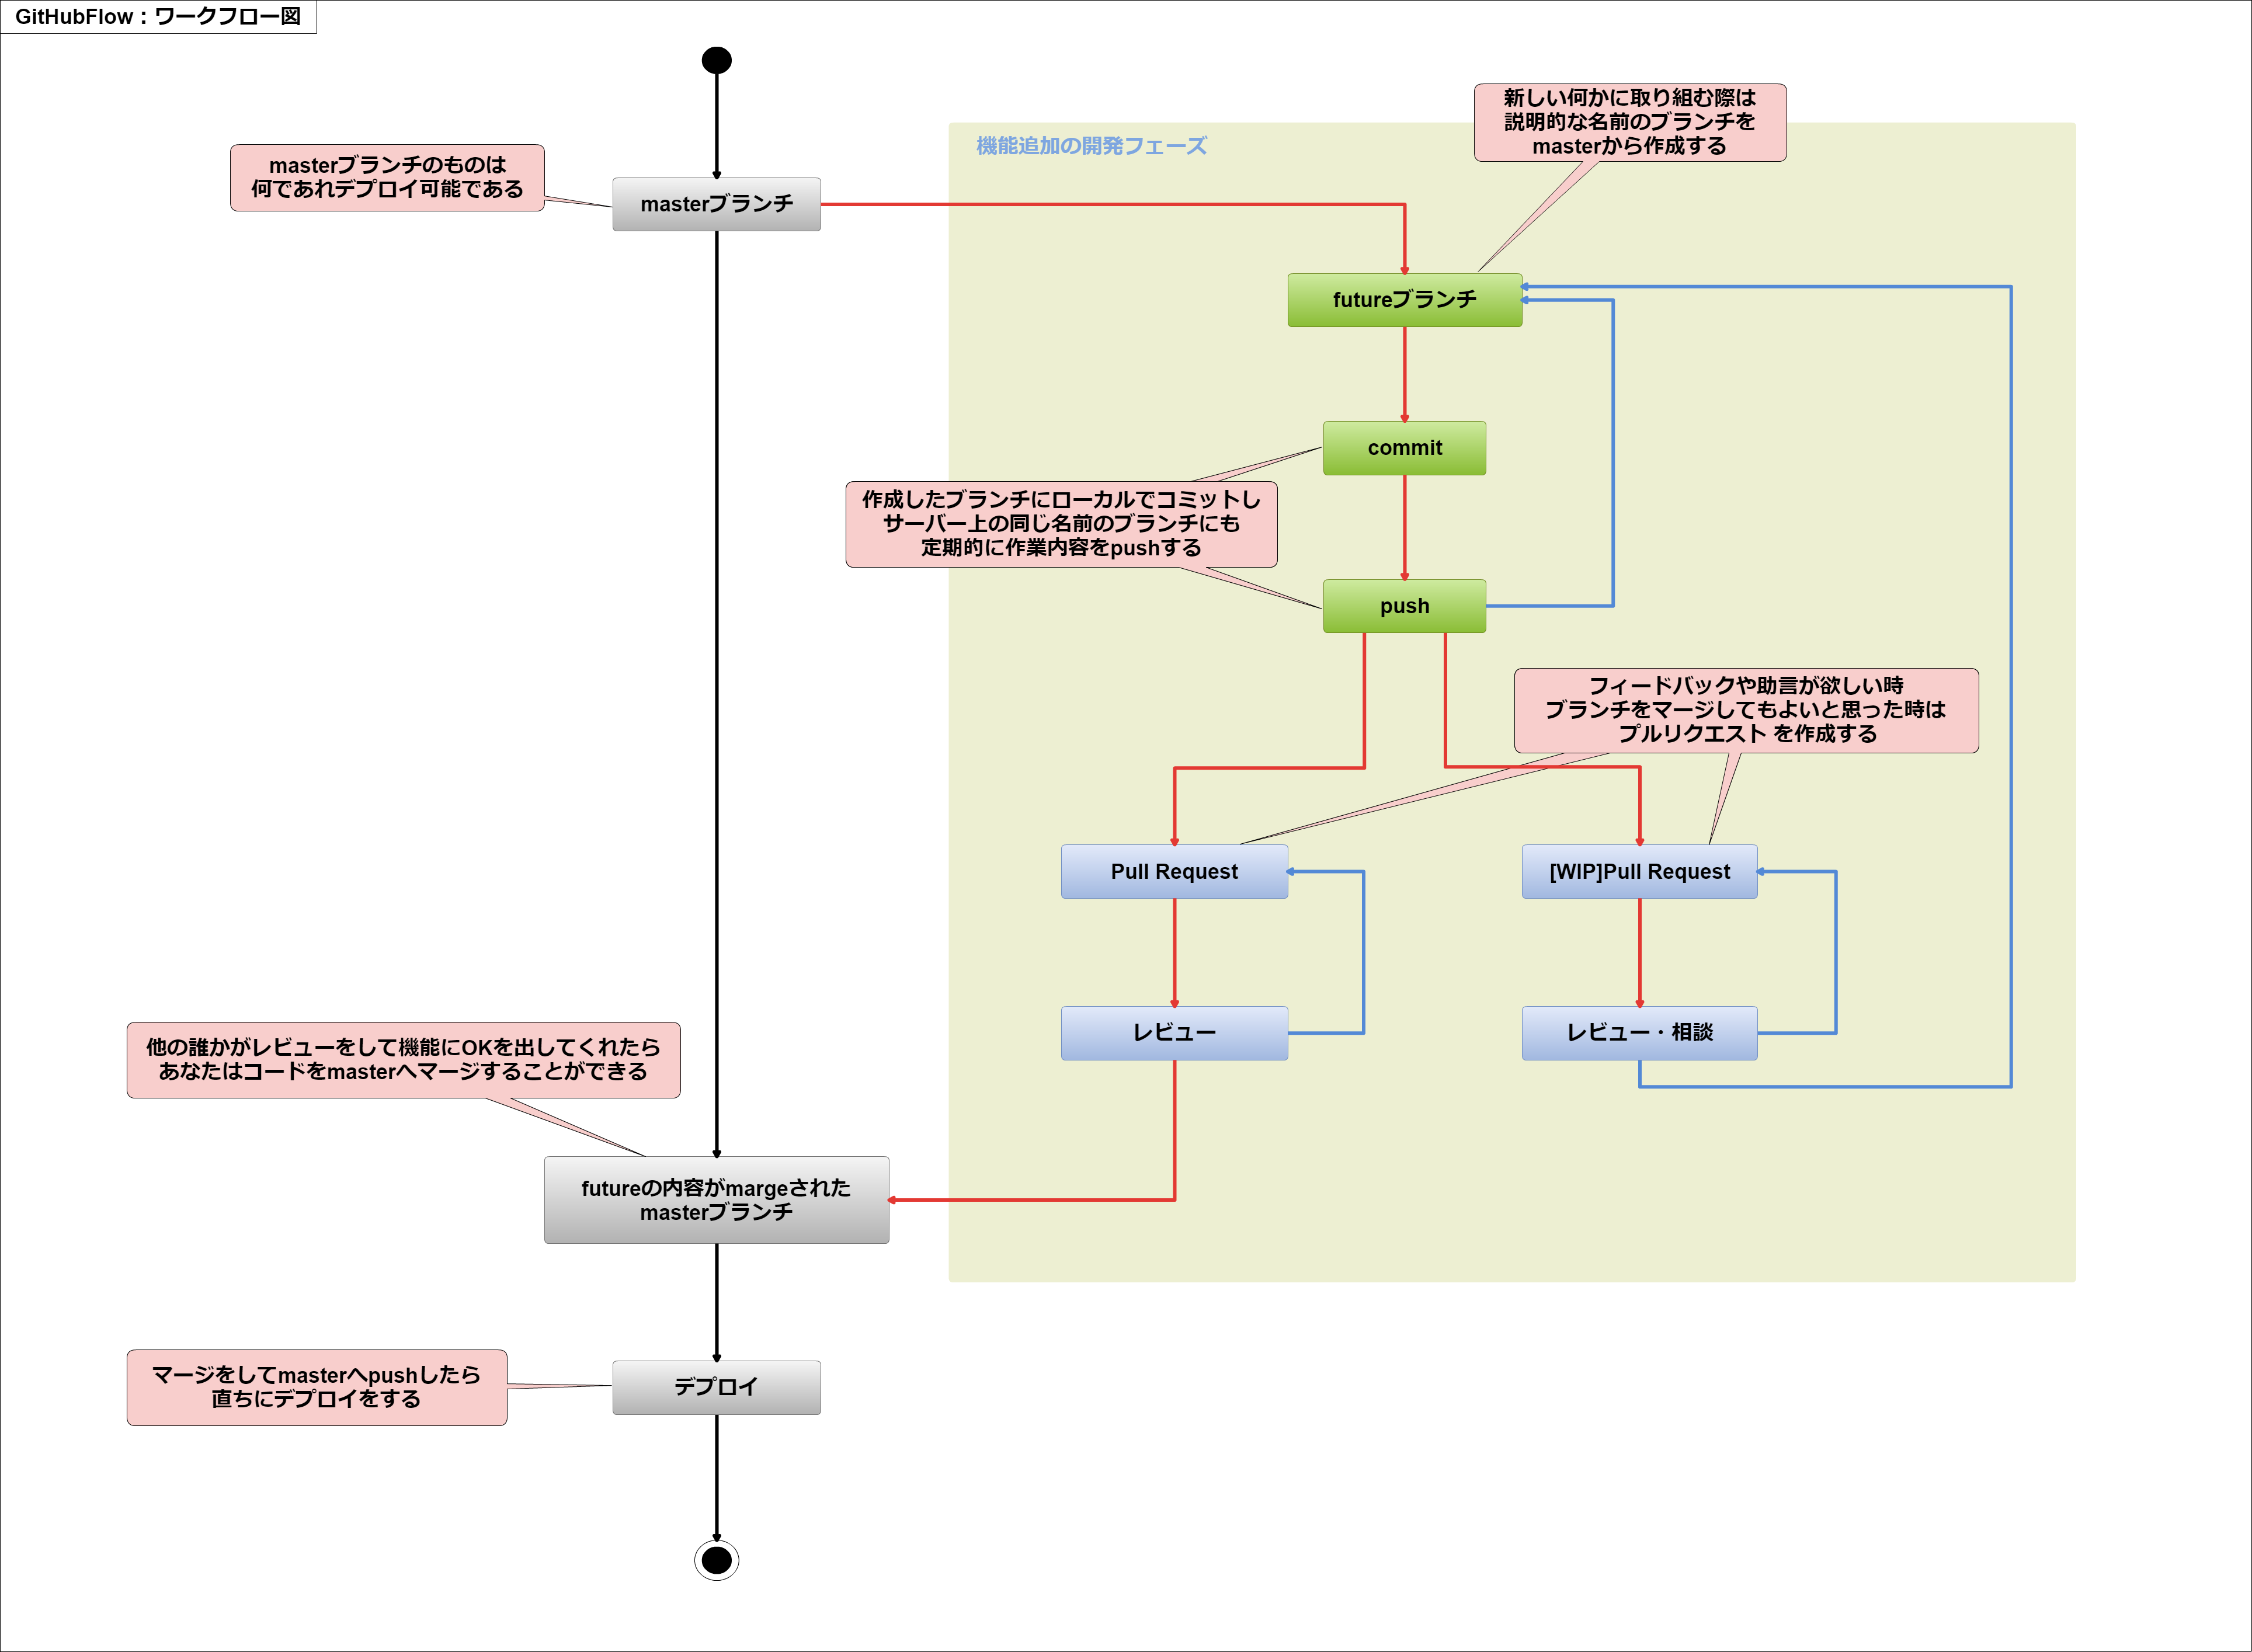 GitHubFlow：ワークフロー図
新しい何かに取り組む際は
説明的な名前のブランチを
masterから作成する
機能追加の開発フェーズ
masterブランチのものは
何であれデプロイ可能である
masterブランチ
futureブランチ
commit
作成したブランチにローカルでコミットし
サーバー上の同じ名前のブランチにも
定期的に作業内容をpushする
push
フィードバックや助言が欲しい時
ブランチをマージしてもよいと思った時は
プルリクエスト を作成する
Pull Request
[WIP]Pull Request
レビュー
レビュー・相談
他の誰かがレビューをして機能にOKを出してくれたら
あなたはコードをmasterへマージすることができる
futureの内容がmargeされた
masterブランチ
マージをしてmasterへpushしたら
直ちにデプロイをする
デプロイ